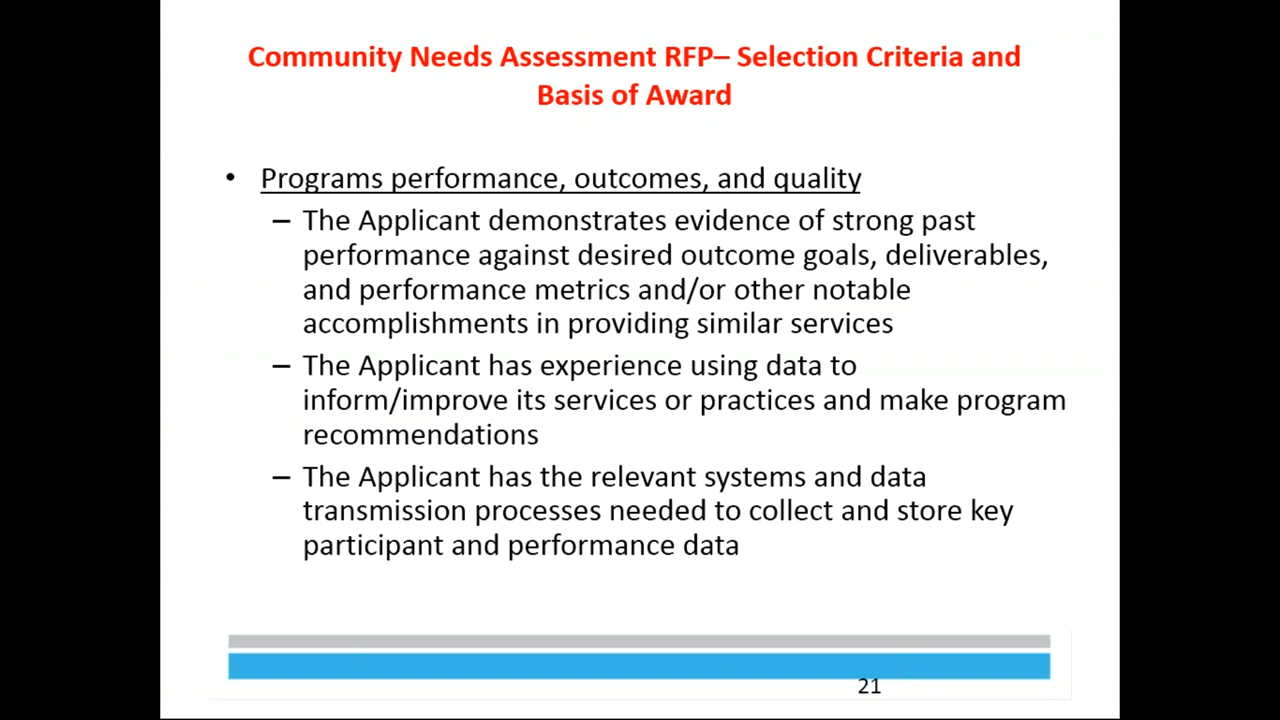 Community Needs Assessment RFP– Selection Criteria and
Basis of Award
• Programs performance, outcomes, and quality
– The Applicant demonstrates evidence of strong past
performance against desired outcome goals, deliverables,
and performance metrics and/or other notable
accomplishments in providing similar services
– The Applicant has experience using data to
inform/improve its services or practices and make program
recommendations
– The Applicant has the relevant systems and data
transmission processes needed to collect and store key
participant and performance data
21